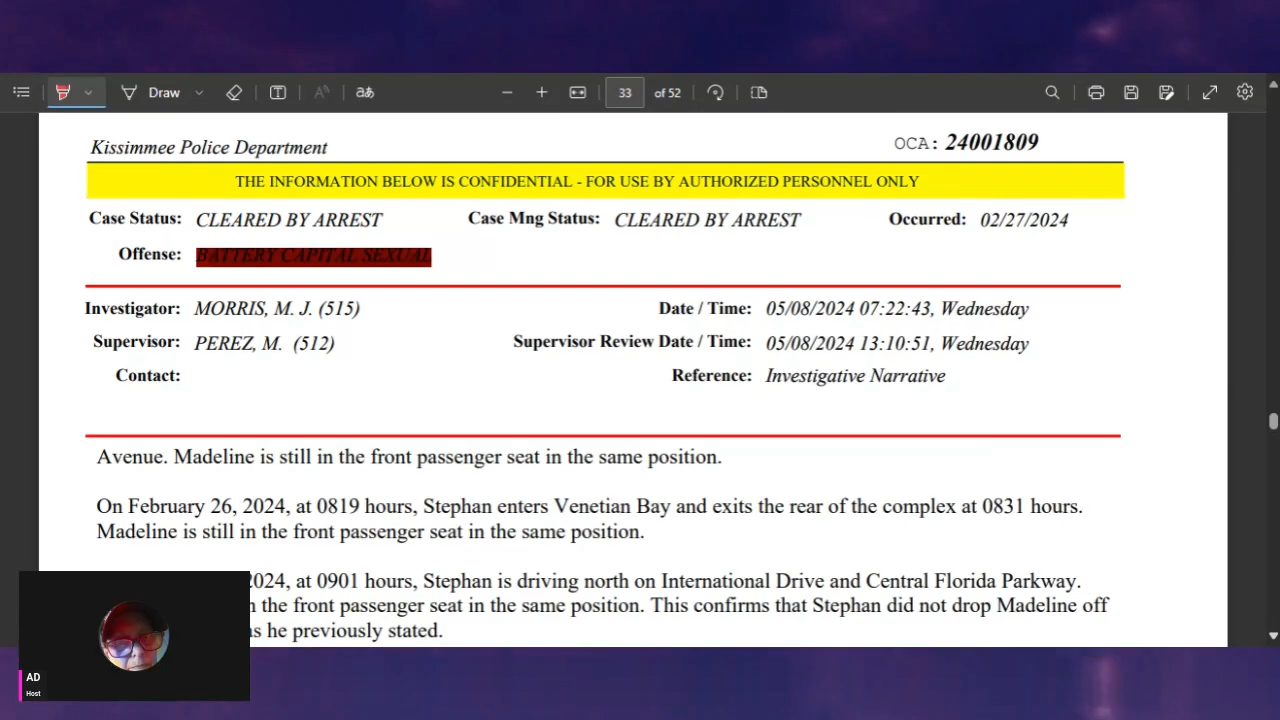 Draw
33 of 52
Kissimmee Police Department
OCA: 24001809
THE INFORMATION BELOW IS CONFIDENTIAL - FOR USE BY AUTHORIZED PERSONNEL ONLY
Case Status: CLEARED BY ARREST Case Mng Status: CLEARED BY ARREST Occurred: 02/27/2024
Offense: BATTERY CAPITAL SEXUAL
Investigator: MORRIS, M. J. (515) Date / Time: 05/08/2024 07:22:43, Wednesday
Supervisor: PEREZ, M. (512) Supervisor Review Date / Time: 05/08/2024 13:10:51, Wednesday
Contact: Reference: Investigative Narrative
Avenue. Madeline is still in the front passenger seat in the same position.
On February 26, 2024, at 0819 hours, Stephan enters Venetian Bay and exits the rear of the complex at 0831 hours.
Madeline is still in the front passenger seat in the same position.
2024, at 0901 hours, Stephan is driving north on International Drive and Central Florida Parkway.
the front passenger seat in the same position. This confirms that Stephan did not drop Madeline off
he previously stated.
AD
Host